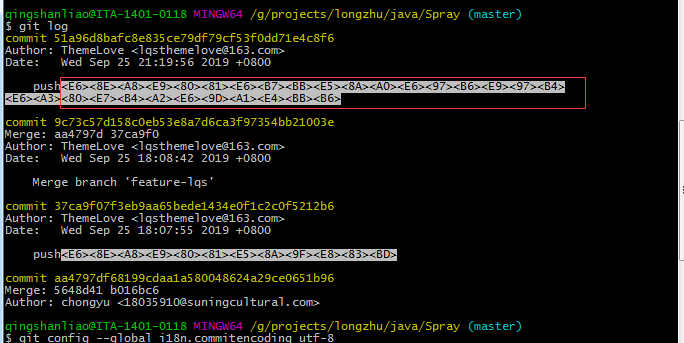 qingshanliao@ITA-1401-0118 MINGW64 /g/projects/longzhu/java/Spray (master)
$ git log
commit 51a96d8bafc8e835ce79df79cf53f0dd71e4c8f6
Author: ThemeLove <lqsthemelove@163.com>
Date:   Wed Sep 25 21:19:56 2019 +0800
push<E6><8E><A8><E9><80><81><E6><B7><BB><E5><8A><A0><E6><97><B6><E9><97><B4>
<E6><A3><80><E7><B4><A2><E6><9D><A1><E4><BB><B6>
commit 9c73c57d158c0eb53e8a7d6ca3f97354bb21003e
Merge: aa4797d 37ca9f0
Author: ThemeLove <lqsthemelove@163.com>
Date:   Wed Sep 25 18:08:42 2019 +0800
Merge branch 'feature-lqs'
commit 37ca9f07f3eb9aa65bede1434e0f1c2c0f5212b6
Author: ThemeLove <lqsthemelove@163.com>
Date:   Wed Sep 25 18:07:55 2019 +0800
push<E6><8E><A8><E9><80><81><E5><8A><9F><E8><83><BD>
commit aa4797df68199cdaa1a580048624a29ce0651b96
Merge: 5648d41 b016bc6
Author: chongyu <18035910@suningcultural.com>
qingshanliao@ITA-1401-0118 MINGW64 /g/projects/longzhu/java/Spray (master)
$ git config --global i18n.commitencoding utf-8